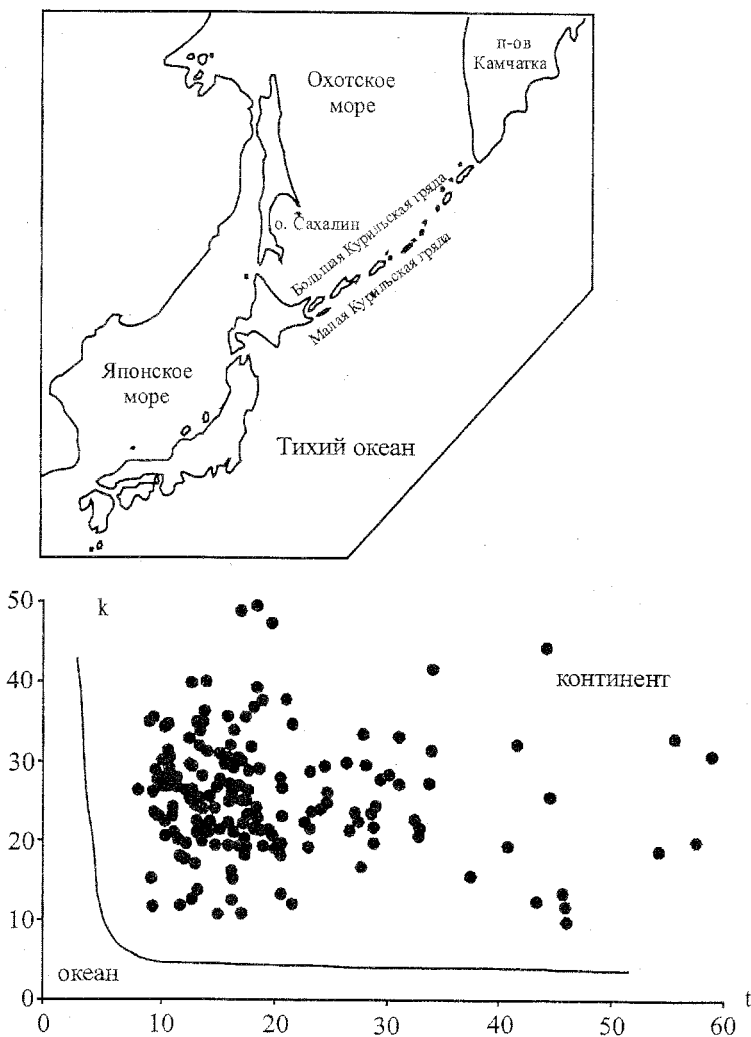 п-ов
Камчатка
Охотское
море
о. Сахалин
Большая Курильская гряда
Малая Курильская гряда
Японское
море
Тихий океан
50
k
40
континент
30
20
10
океан
0
t
0 10 20 30 40 50 60